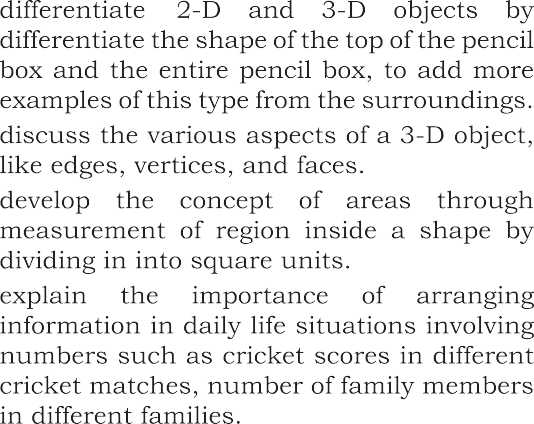 differentiate 2-D and 3-D objects by
differentiate the shape of the top of the pencil
box and the entire pencil box, to add more
examples of this type from the surroundings.
discuss the various aspects of a 3-D object,
like edges, vertices, and faces.
develop the concept of areas through
measurement of region inside a shape by
dividing in into square units.
explain the importance of arranging
information in daily life situations involving
numbers such as cricket scores in different
cricket matches, number of family members
in different families.